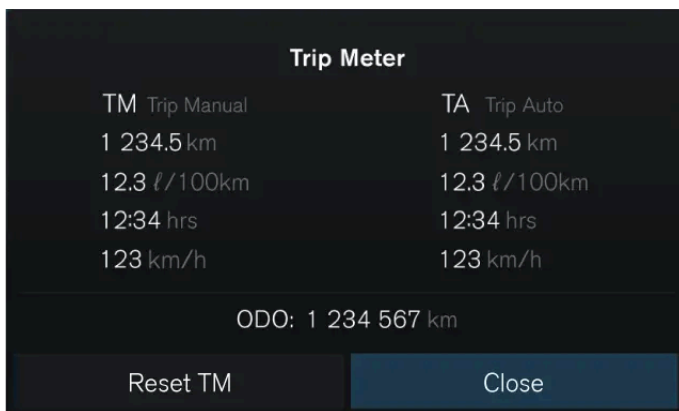 Trip Meter
TM Trip Manual
TA Trip Auto
1 234.5 km
1 234.5 km
12.3 ℓ/100km
12.3 ℓ/100km
12:34 hrs
12:34 hrs
123 km/h
123 km/h
ODO: 1 234 567 km
Reset TM
Close